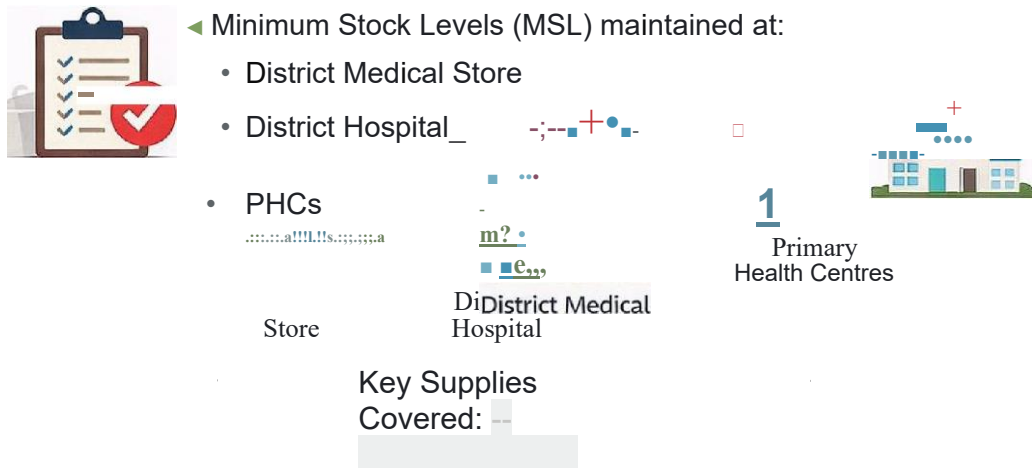 ◂ Minimum Stock Levels (MSL) maintained at:
• District Medical Store
• District Hospital_
• PHCs
1
m?
e,,,
Primary
Health Centres
District Medical
Store
Hospital
Key Supplies
Covered: --